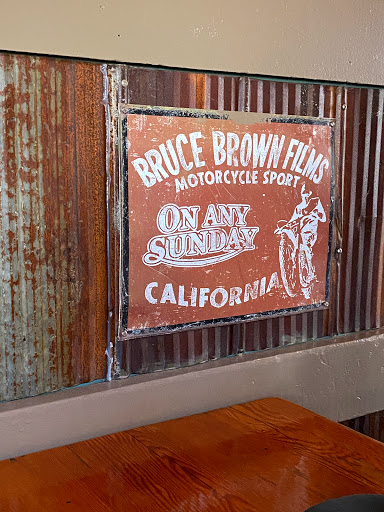 BRUCE BROWN FILMS
MOTORCYCLE SPORT
ON ANY
SUNDAY
CALIFORNIA